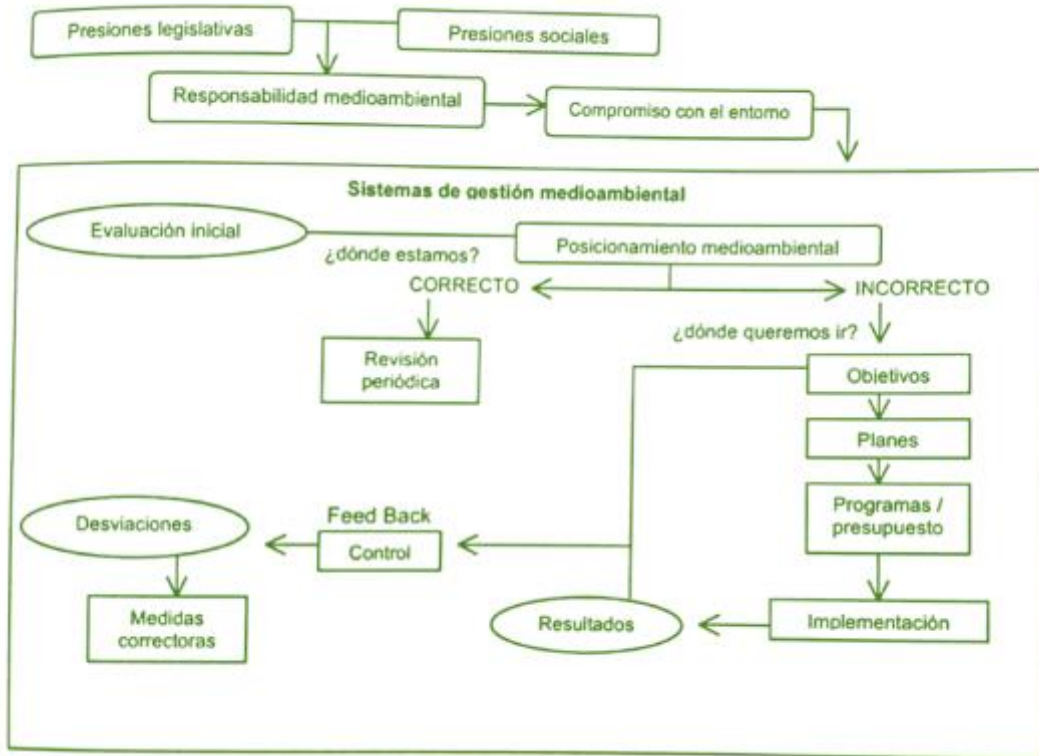 Presiones legislativas
Presiones sociales
Responsabilidad medioambiental
Compromiso con el entorno
Sistemas de gestión medioambiental
Evaluación inicial
Posicionamiento medioambiental
¿dónde estamos?
CORRECTO
INCORRECTO
¿dónde queremos ir?
Revisión
periódica
Objetivos
Planes
Programas /
presupuesto
Desviaciones
Feed Back
Control
Medidas
correctoras
Resultados
Implementación